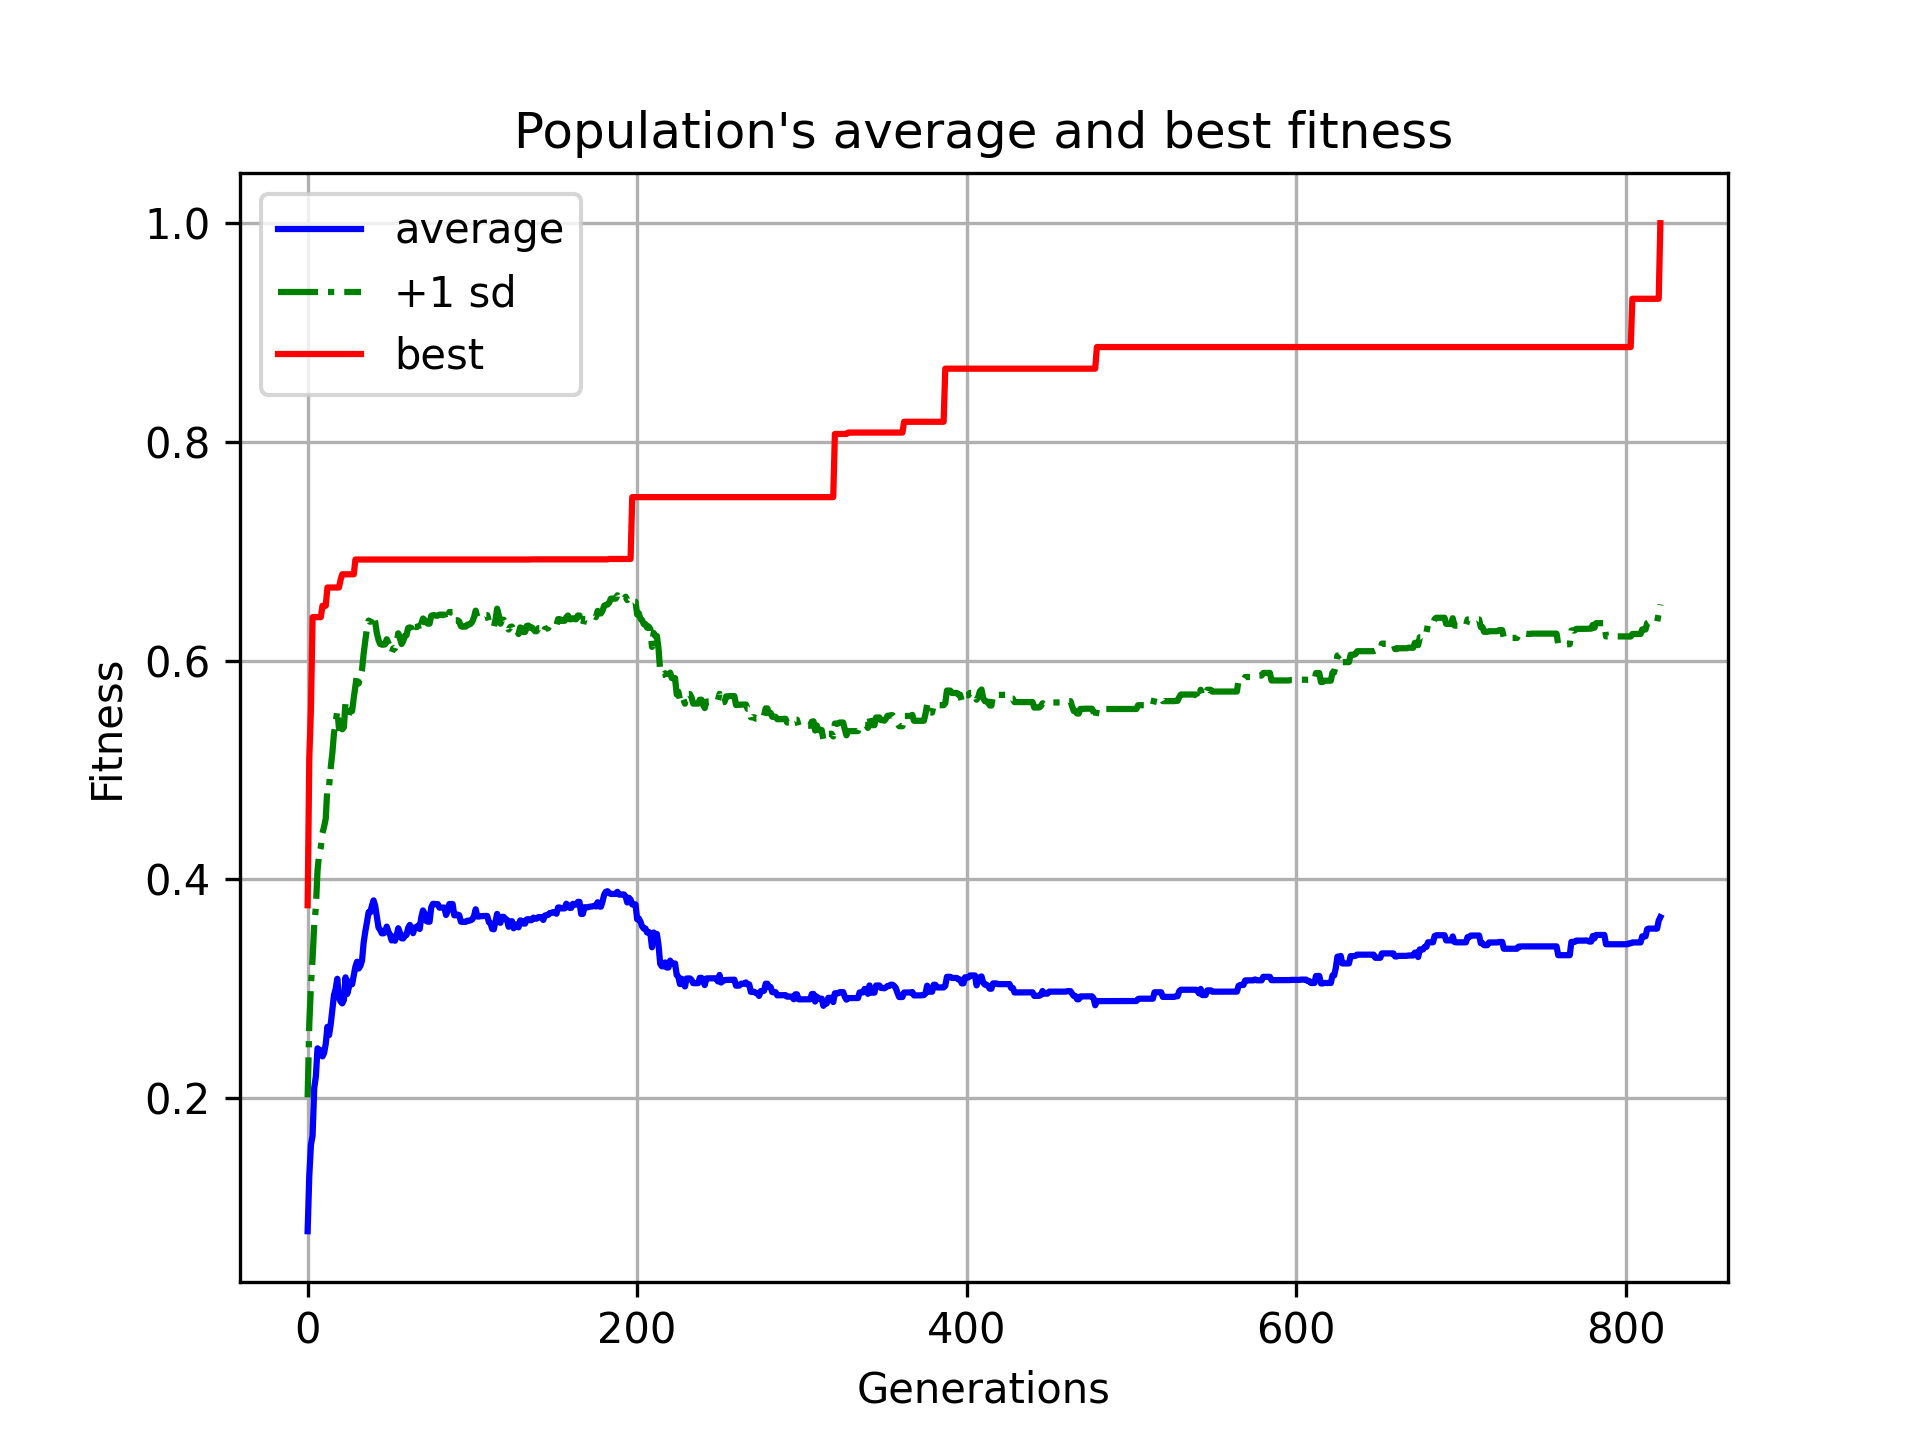 Population's average and best fitness
average
+1 sd
best
1.0
0.8
0.6
0.4
0.2
Fitness
0 200 400 600 800
Generations